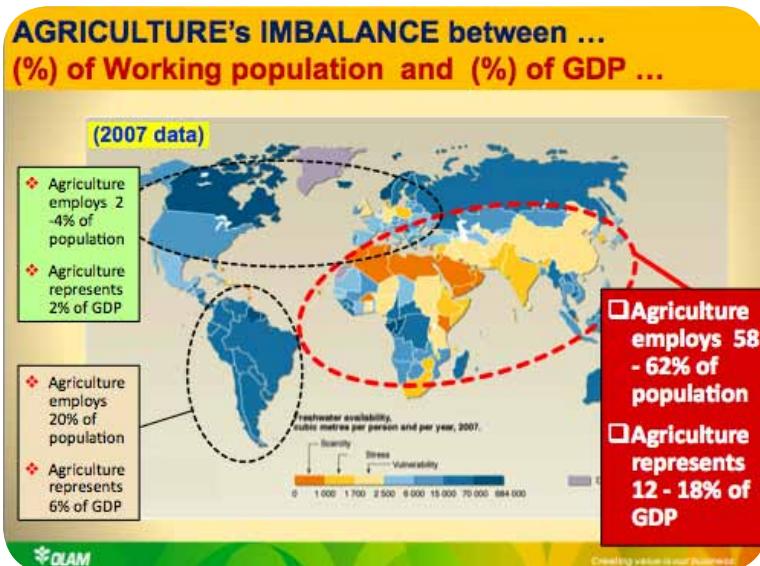 AGRICULTURE's IMBALANCE between ...
(%) of Working population and (%) of GDP ...
(2007 data)
❖ Agriculture
employs 2
-4% of
population
❖ Agriculture
represents
2% of GDP
❖ Agriculture
employs
20% of
population
❖ Agriculture
represents
6% of GDP
❑Agriculture
employs 58
- 62% of
population
❑Agriculture
represents
12 - 18% of
GDP
Freshwater availability,
cubic metres per person and per year, 2007.
Scarcity
Stress
Vulnerability
0 1 000 1 700 2 500 6 000 15 000 70 000 684 000
OLAM
Creating value is our business